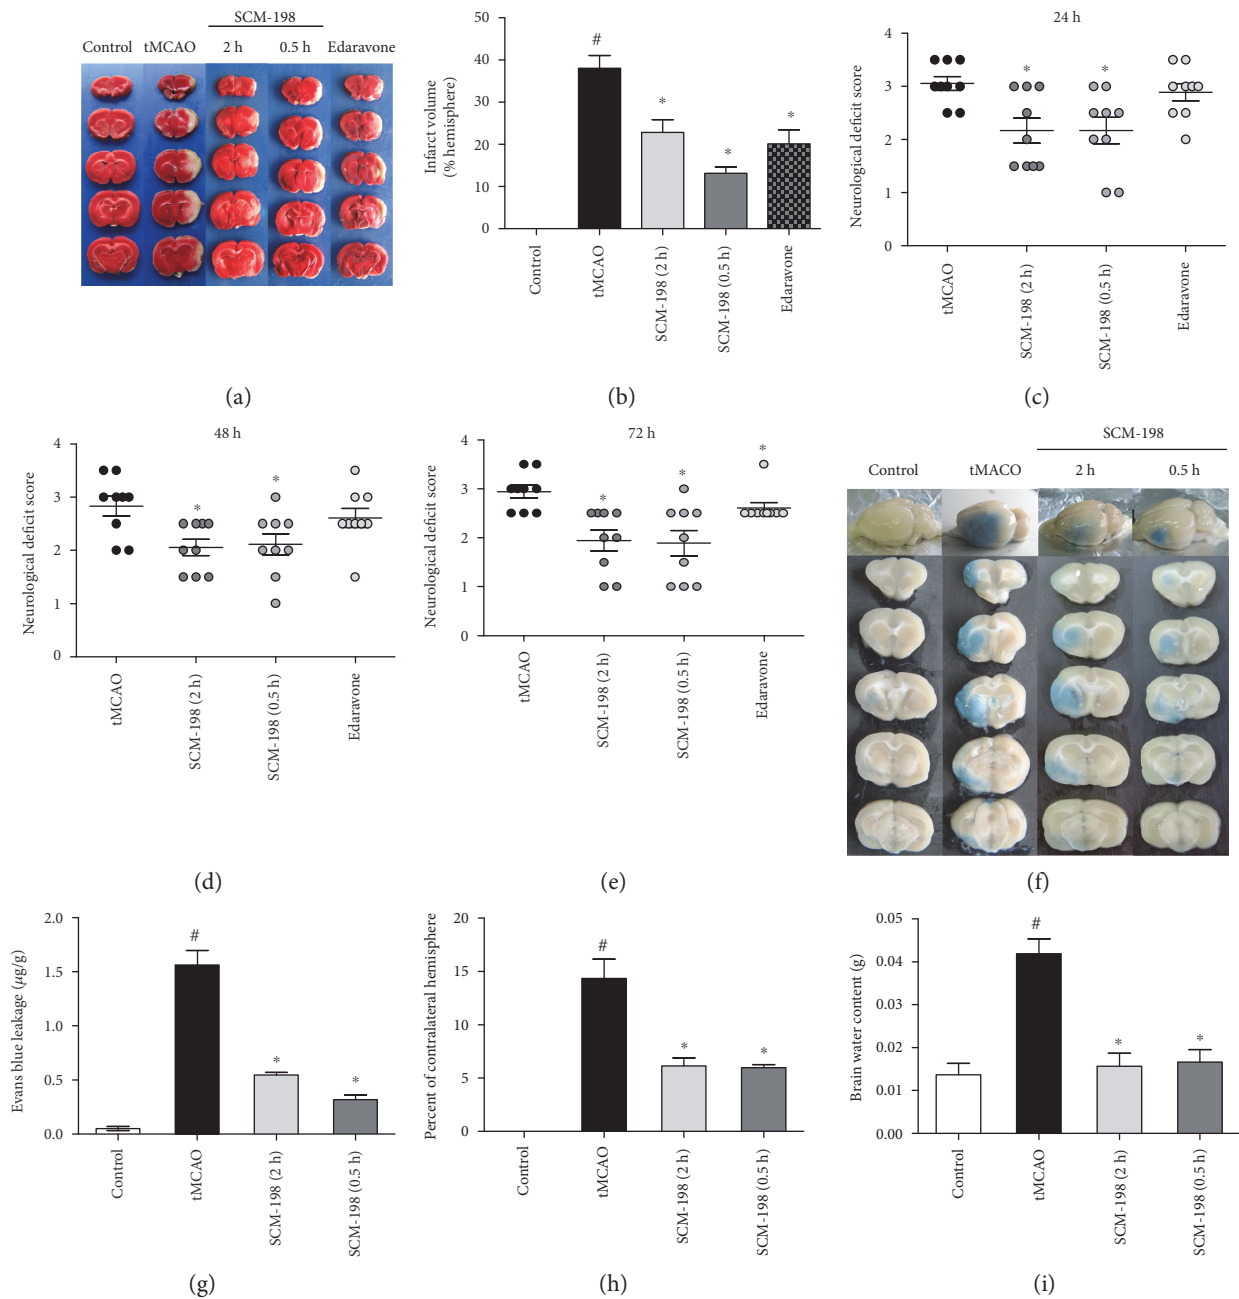 SCM-198
Control tMCAO 2 h 0.5 h Edaravone
(a)
50
40
30
20
10
0
Infarct volume
(% hemisphere)
#
*
*
*
Control
tMCAO
SCM-198 (2 h)
SCM-198 (0.5 h)
Edaravone
(b)
24 h
4
3
2
1
0
Neurological deficit score
*
*
tMCAO
SCM-198 (2 h)
SCM-198 (0.5 h)
Edaravone
(c)
48 h
4
3
2
1
0
Neurological deficit score
*
*
tMCAO
SCM-198 (2 h)
SCM-198 (0.5 h)
Edaravone
(d)
72 h
4
3
2
1
0
Neurological deficit score
*
*
*
tMCAO
SCM-198 (2 h)
SCM-198 (0.5 h)
Edaravone
(e)
SCM-198
Control tMACO 2 h 0.5 h
(f)
2.0
1.5
1.0
0.5
0.0
Evans blue leakage (μg/g)
#
*
*
Control
tMCAO
SCM-198 (2 h)
SCM-198 (0.5 h)
(g)
20
15
10
5
0
Percent of contralateral hemisphere
#
*
*
Control
tMCAO
SCM-198 (2 h)
SCM-198 (0.5 h)
(h)
0.05
0.04
0.03
0.02
0.01
0.00
Brain water content (g)
#
*
*
Control
tMCAO
SCM-198 (2 h)
SCM-198 (0.5 h)
(i)